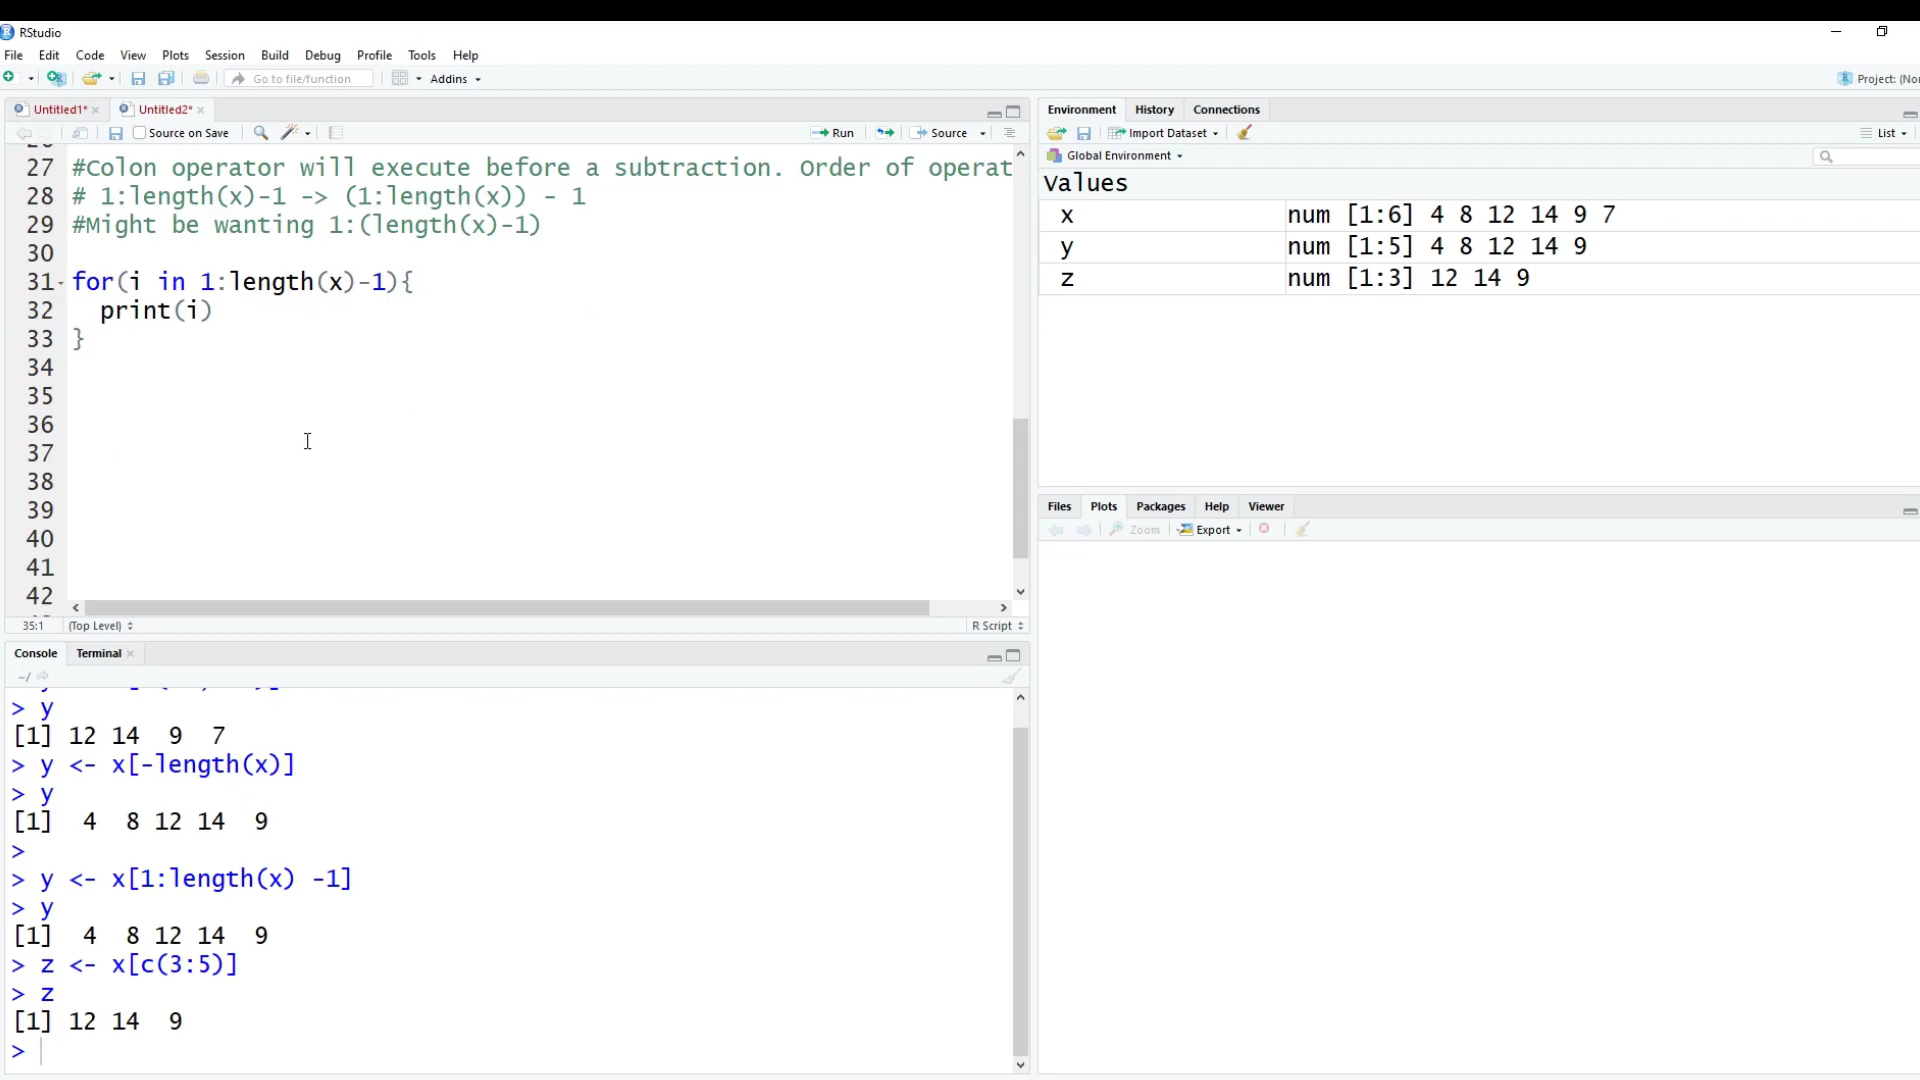 RStudio
File Edit Code View Plots Session Build Debug Profile Tools Help
Go to file/function Addins
Project:
Untitled1* Untitled2*
Source on Save Run Source
27 #Colon operator will execute before a subtraction. Order of operat
28 # 1:length(x)-1 -> (1:length(x)) - 1
29 #Might be wanting 1:(length(x)-1)
30
31 for(i in 1:length(x)-1){
32 print(i)
33 }
34
35
36
37
38
39
40
41
42
35:1 (Top Level) R Script
Console Terminal
~/
> y
[1] 12 14 9 7
> y <- x[-length(x)]
> y
[1] 4 8 12 14 9
>
> y <- x[1:length(x) -1]
> y
[1] 4 8 12 14 9
> z <- x[c(3:5)]
> z
[1] 12 14 9
>
Environment History Connections
Import Dataset List
Global Environment
Values
x num [1:6] 4 8 12 14 9 7
y num [1:5] 4 8 12 14 9
z num [1:3] 12 14 9
Files Plots Packages Help Viewer
Zoom Export